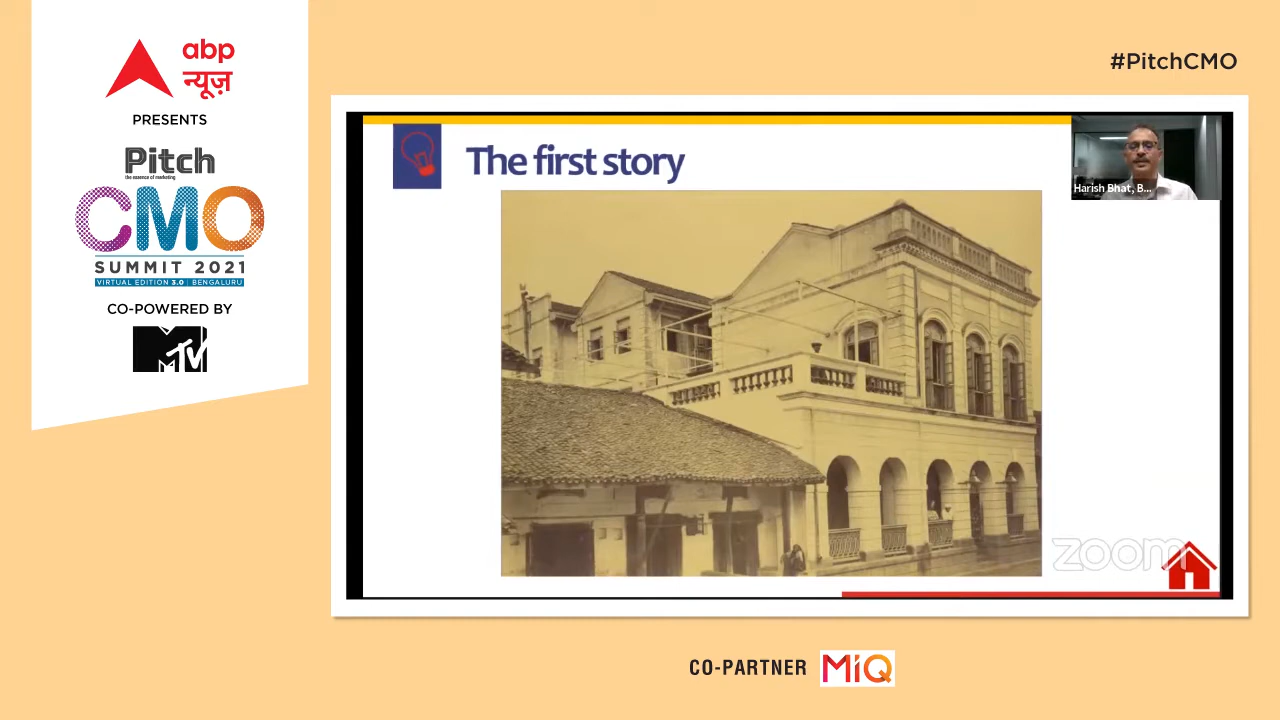 abp
न्यूज़
PRESENTS
Pitch
the essence of marketing
CMO
SUMMIT 2021
VIRTUAL EDITION 3.0 | BENGALURU
CO-POWERED BY
MTV
#PitchCMO
The first story
Harish Bhat, B...
zoom
CO-PARTNER MiQ